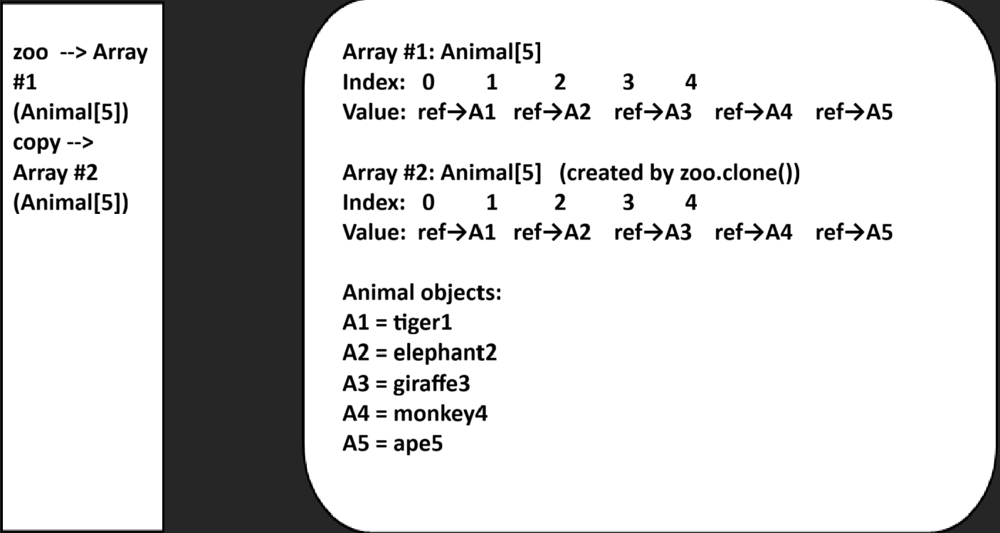 zoo --> Array
#1
(Animal[5])
copy -->
Array #2
(Animal[5])
Array #1: Animal[5]
Index: 0 1 2 3 4
Value: ref→A1 ref→A2 ref→A3 ref→A4 ref→A5
Array #2: Animal[5] (created by zoo.clone())
Index: 0 1 2 3 4
Value: ref→A1 ref→A2 ref→A3 ref→A4 ref→A5
Animal objects:
A1 = tiger1
A2 = elephant2
A3 = giraffe3
A4 = monkey4
A5 = ape5